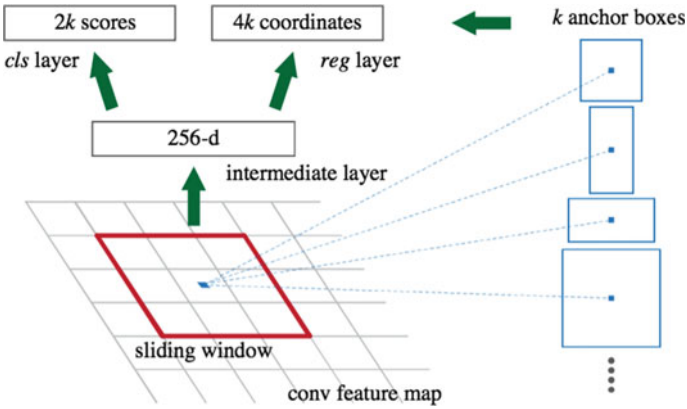 2k scores
4k coordinates
k anchor boxes
cls layer
reg layer
256-d
intermediate layer
sliding window
conv feature map